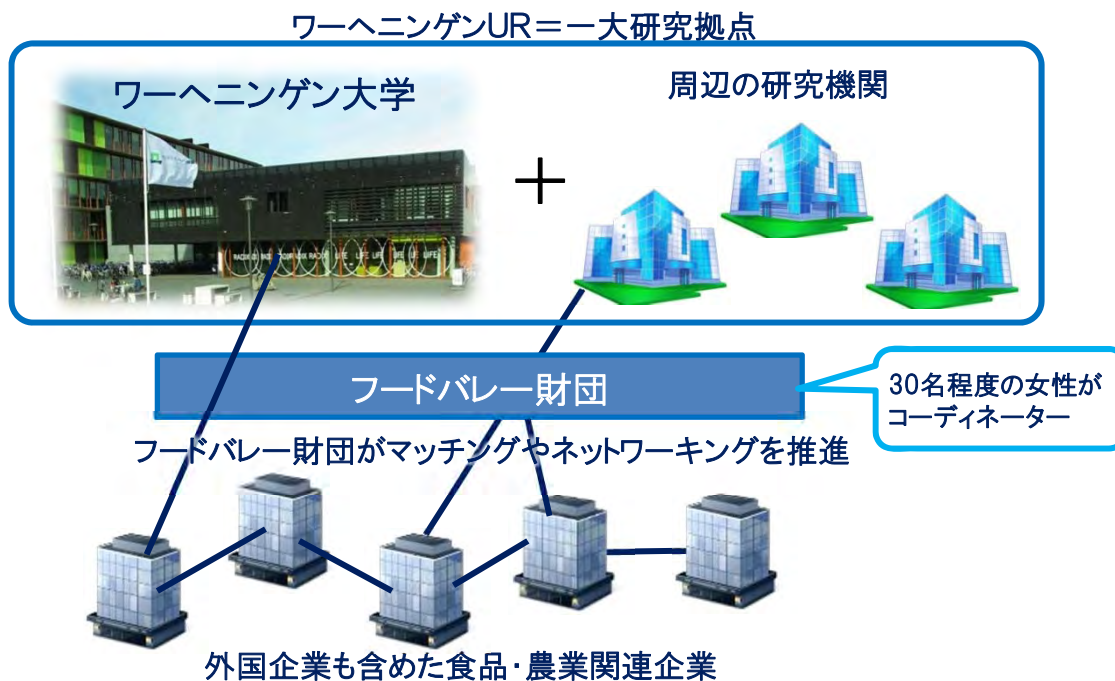 ワーヘニンゲンUR=一大研究拠点
ワーヘニンゲン大学
周辺の研究機関
+
LIFE LIFE LIFE LIFE LIFE
フードバレー財団
30名程度の女性が
コーディネーター
フードバレー財団がマッチングやネットワーキングを推進
外国企業も含めた食品・農業関連企業